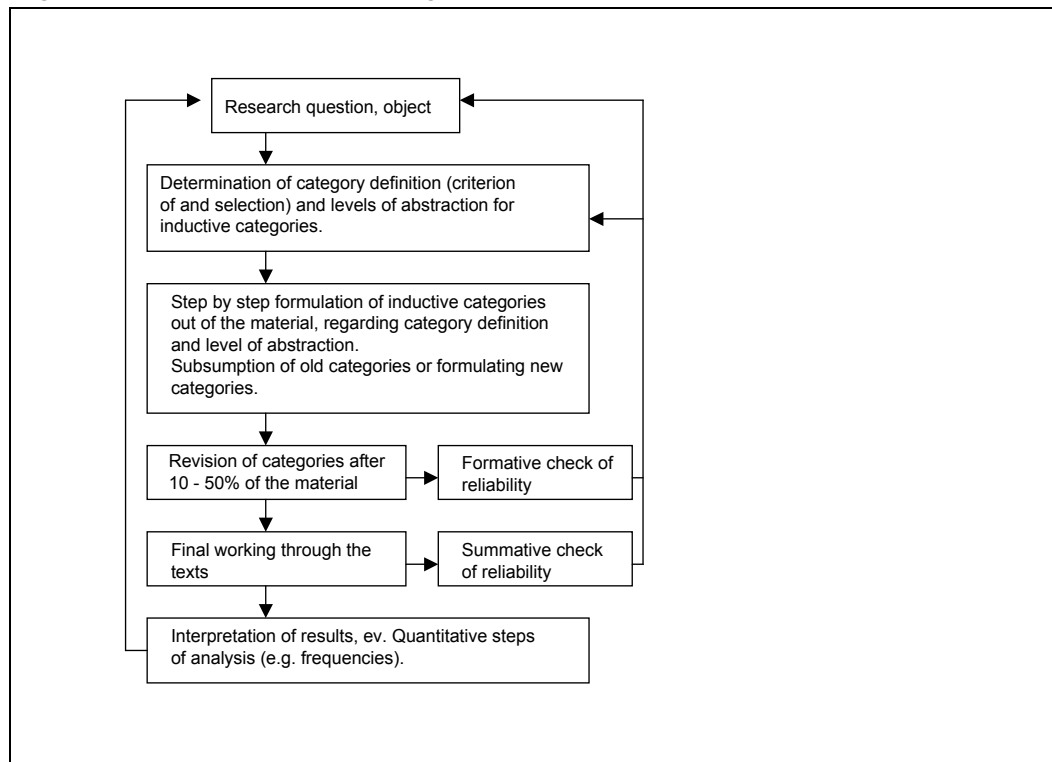 Research question, object
Determination of category definition (criterion
of and selection) and levels of abstraction for
inductive categories.
Step by step formulation of inductive categories
out of the material, regarding category definition
and level of abstraction.
Subsumption of old categories or formulating new
categories.
Revision of categories after
10 - 50% of the material
Formative check of
reliability
Final working through the
texts
Summative check
of reliability
Interpretation of results, ev. Quantitative steps
of analysis (e.g. frequencies).